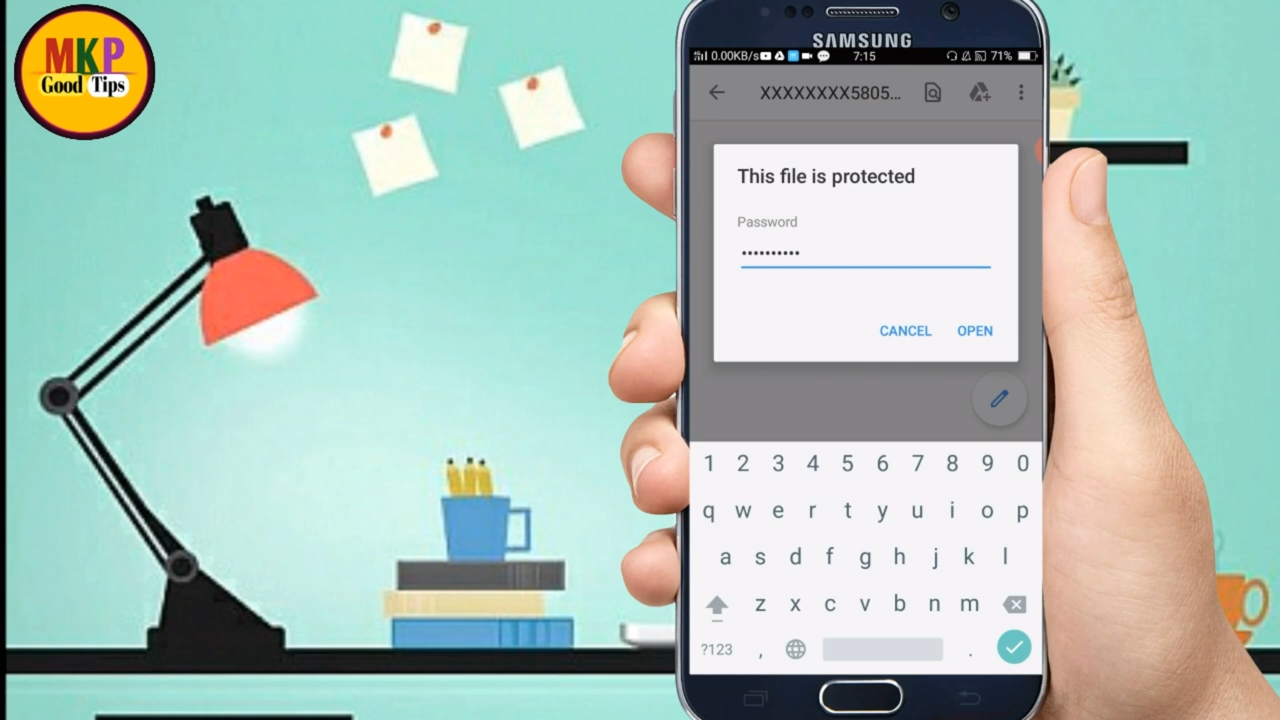 MKP
Good Tips
SAMSUNG
0.00KB/s 7:15 71%
XXXXXXXX5805...
This file is protected
Password
••••••••••
CANCEL OPEN
1 2 3 4 5 6 7 8 9 0
q w e r t y u i o p
a s d f g h j k l
z x c v b n m
?123 , .